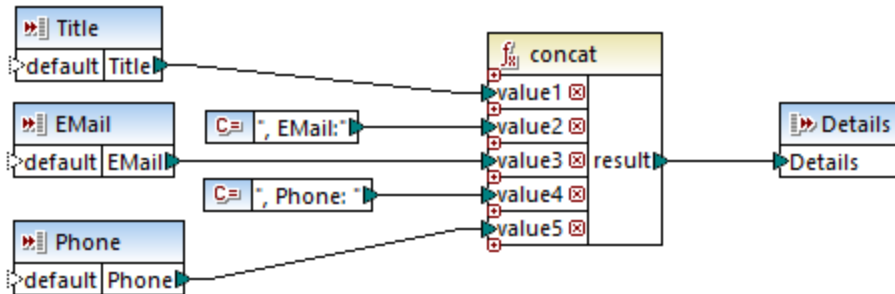 Title
default Title
EMail
default EMail
Phone
default Phone
C= ", EMail:"
C= ", Phone: "
fx concat
value1
value2
value3
value4
value5
result
Details
Details